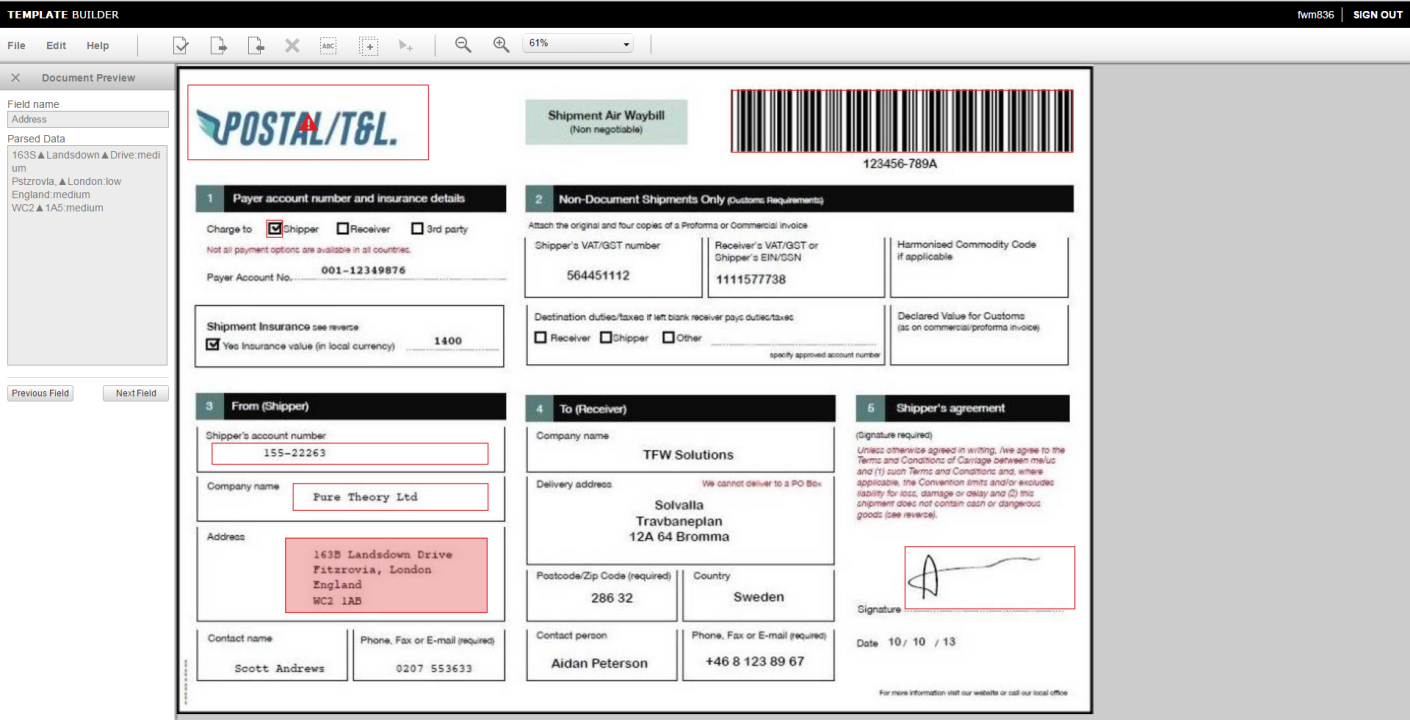 TEMPLATE BUILDER
fwm836
SIGN OUT
File
Edit
Help
ABC
61%
Document Preview
Field name
Address
Parsed Data
163S▲Landsdown▲Drive:medi
um
Pstzrovla,▲London:low
England:medium
WC2▲1A5:medium
Previous Field
Next Field
POSTAL/T&L.
Shipment Air Waybill
(Non negotiable)
123456-789A
1 Payer account number and insurance details
Charge to Shipper Receiver 3rd party
Not all payment options are available in all countries.
Payer Account No. 001-12349876
Shipment Insurance see reverse
Yes Insurance value (in local currency) 1400
2 Non-Document Shipments Only (Customs Requirements)
Attach the original and four copies of a Proforma or Commercial invoice
Shipper's VAT/GST number
564451112
Receiver's VAT/GST or
Shipper's EIN/SSN
1111577738
Harmonised Commodity Code
if applicable
Destination duties/taxes If left blank receiver pays duties/taxes
Receiver Shipper Other
specify approved account number
Declared Value for Customs
(as on commercial/proforma invoice)
3 From (Shipper)
Shipper's account number
155-22263
Company name
Pure Theory Ltd
Address
163B Landsdown Drive
Fitzrovia, London
England
WC2 1AB
Contact name
Scott Andrews
Phone, Fax or E-mail (required)
0207 553633
4 To (Receiver)
Company name
TFW Solutions
Delivery address
We cannot deliver to a PO Box
Solvalla
Travbaneplan
12A 64 Bromma
Postcode/Zip Code (required)
286 32
Country
Sweden
Contact person
Aidan Peterson
Phone, Fax or E-mail (required)
+46 8 123 89 67
5 Shipper's agreement
(Signature required)
Unless otherwise agreed in writing, I/we agree to the
Terms and Conditions of Carriage between me/us
and (1) such Terms and Conditions and, where
applicable, the Convention limits and/or excludes
liability for loss, damage or delay and (2) this
shipment does not contain cash or dangerous
goods (see reverse).
Signature
Date 10/ 10 / 13
For more information visit our website or call our local office